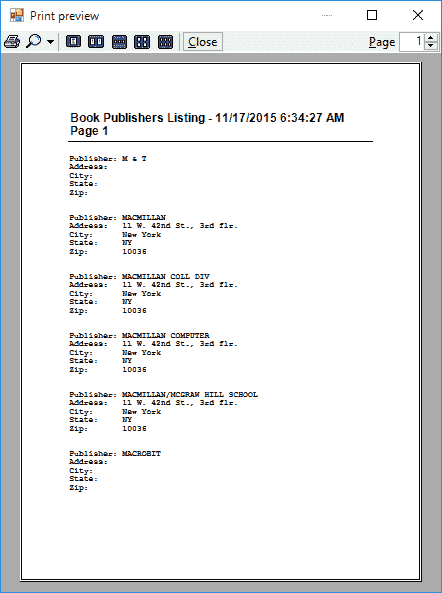 Print preview
Close
Page 1
Book Publishers Listing - 11/17/2015 6:34:27 AM
Page 1
Publisher: M & T
Address:
City:
State:
Zip:
Publisher: MACMILLAN
Address: 11 W. 42nd St., 3rd flr.
City: New York
State: NY
Zip: 10036
Publisher: MACMILLAN COLL DIV
Address: 11 W. 42nd St., 3rd flr.
City: New York
State: NY
Zip: 10036
Publisher: MACMILLAN COMPUTER
Address: 11 W. 42nd St., 3rd flr.
City: New York
State: NY
Zip: 10036
Publisher: MACMILLAN/MCGRAW HILL SCHOOL
Address: 11 W. 42nd St., 3rd flr.
City: New York
State: NY
Zip: 10036
Publisher: MACROBIT
Address:
City:
State:
Zip: